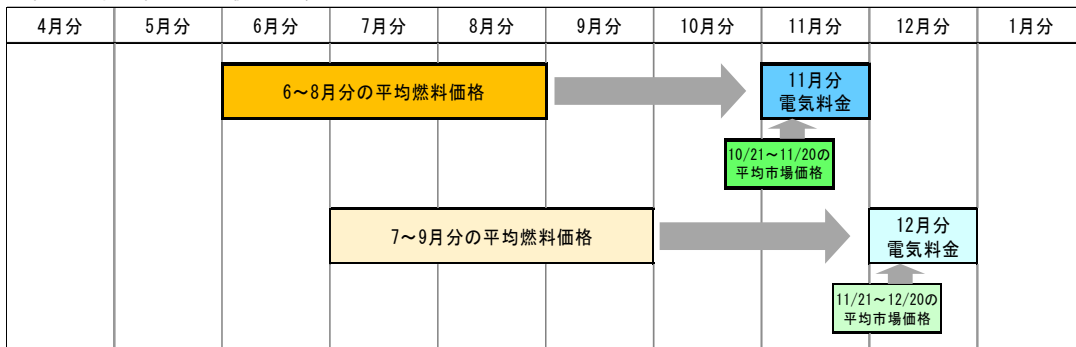 4月分 5月分 6月分 7月分 8月分 9月分 10月分 11月分 12月分 1月分
6～8月分の平均燃料価格
11月分
電気料金
10/21～11/20の
平均市場価格
7～9月分の平均燃料価格
12月分
電気料金
11/21～12/20の
平均市場価格